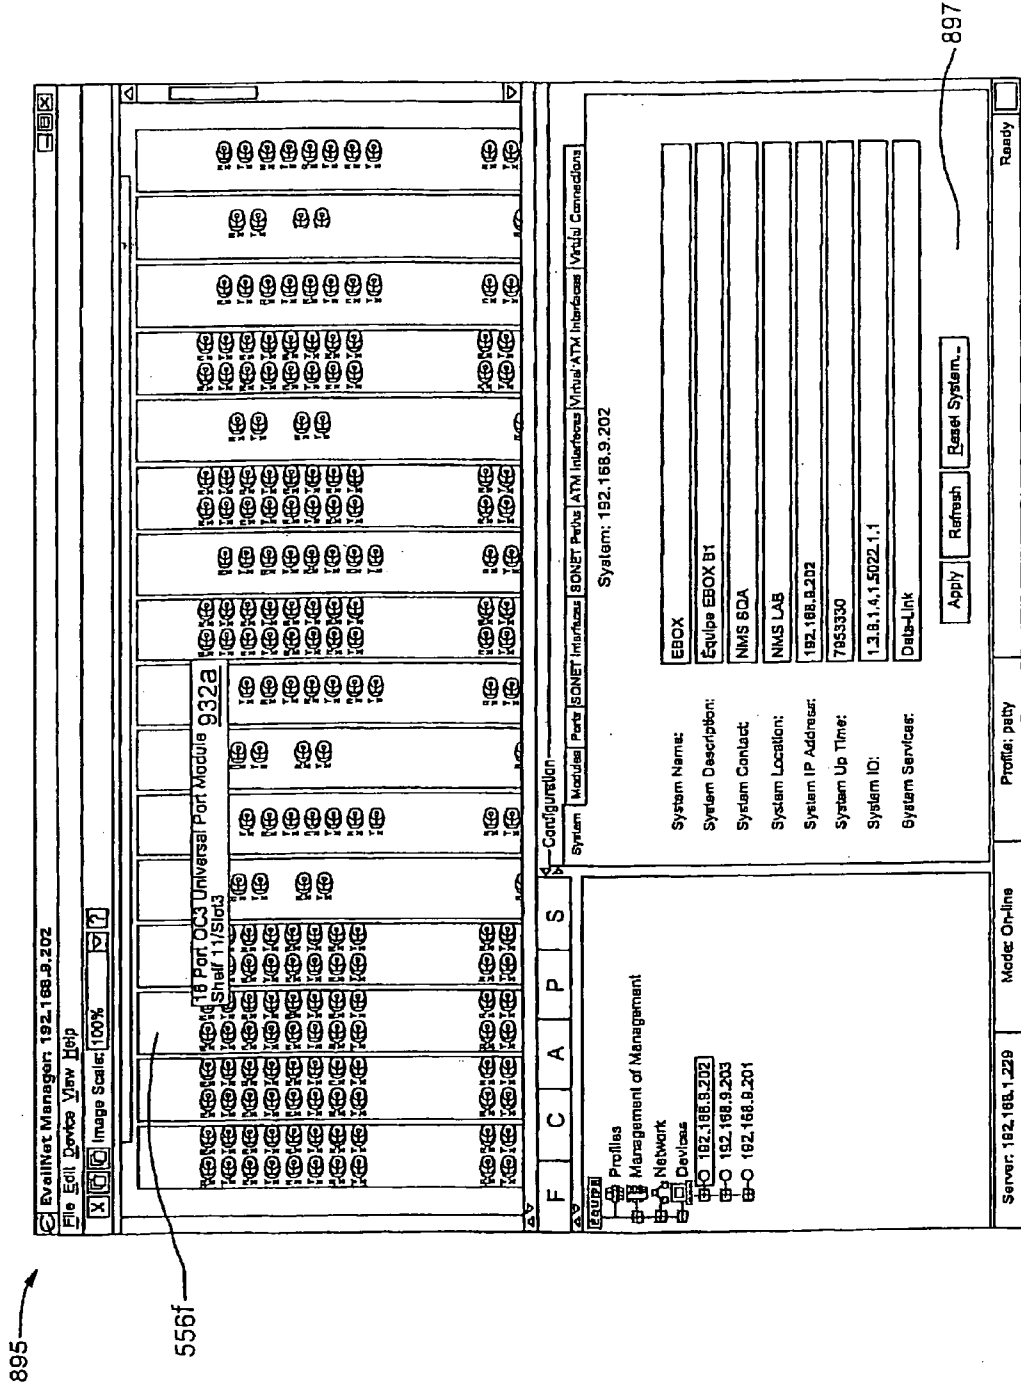 895
EvailNet Manager: 192.168.9.202
File Edit Device View Help
Image Scale: 100%
?
556f
16 Port OC3 Universal Port Module 932a
Shelf 11/Slot3
F C A P S
EQUIPE
Profiles
Management of Management
Network
Devices
192.168.9.202
192.168.9.203
192.168.9.201
Configuration
System Modules Ports SONET Interfaces SONET Paths ATM Interfaces Virtual ATM Interfaces Virtual Connections
System: 192.168.9.202
System Name: EBOX
System Description: Equipe EBOX B1
System Contact: NMS SQA
System Location: NMS LAB
System IP Address: 192.168.9.202
System Up Time: 7953330
System ID: 1.3.6.1.4.1.5022.1.1
System Services: Data-Link
Apply Refresh Reset System...
897
Server: 192.168.1.229 Mode: On-line Profile: patty Ready